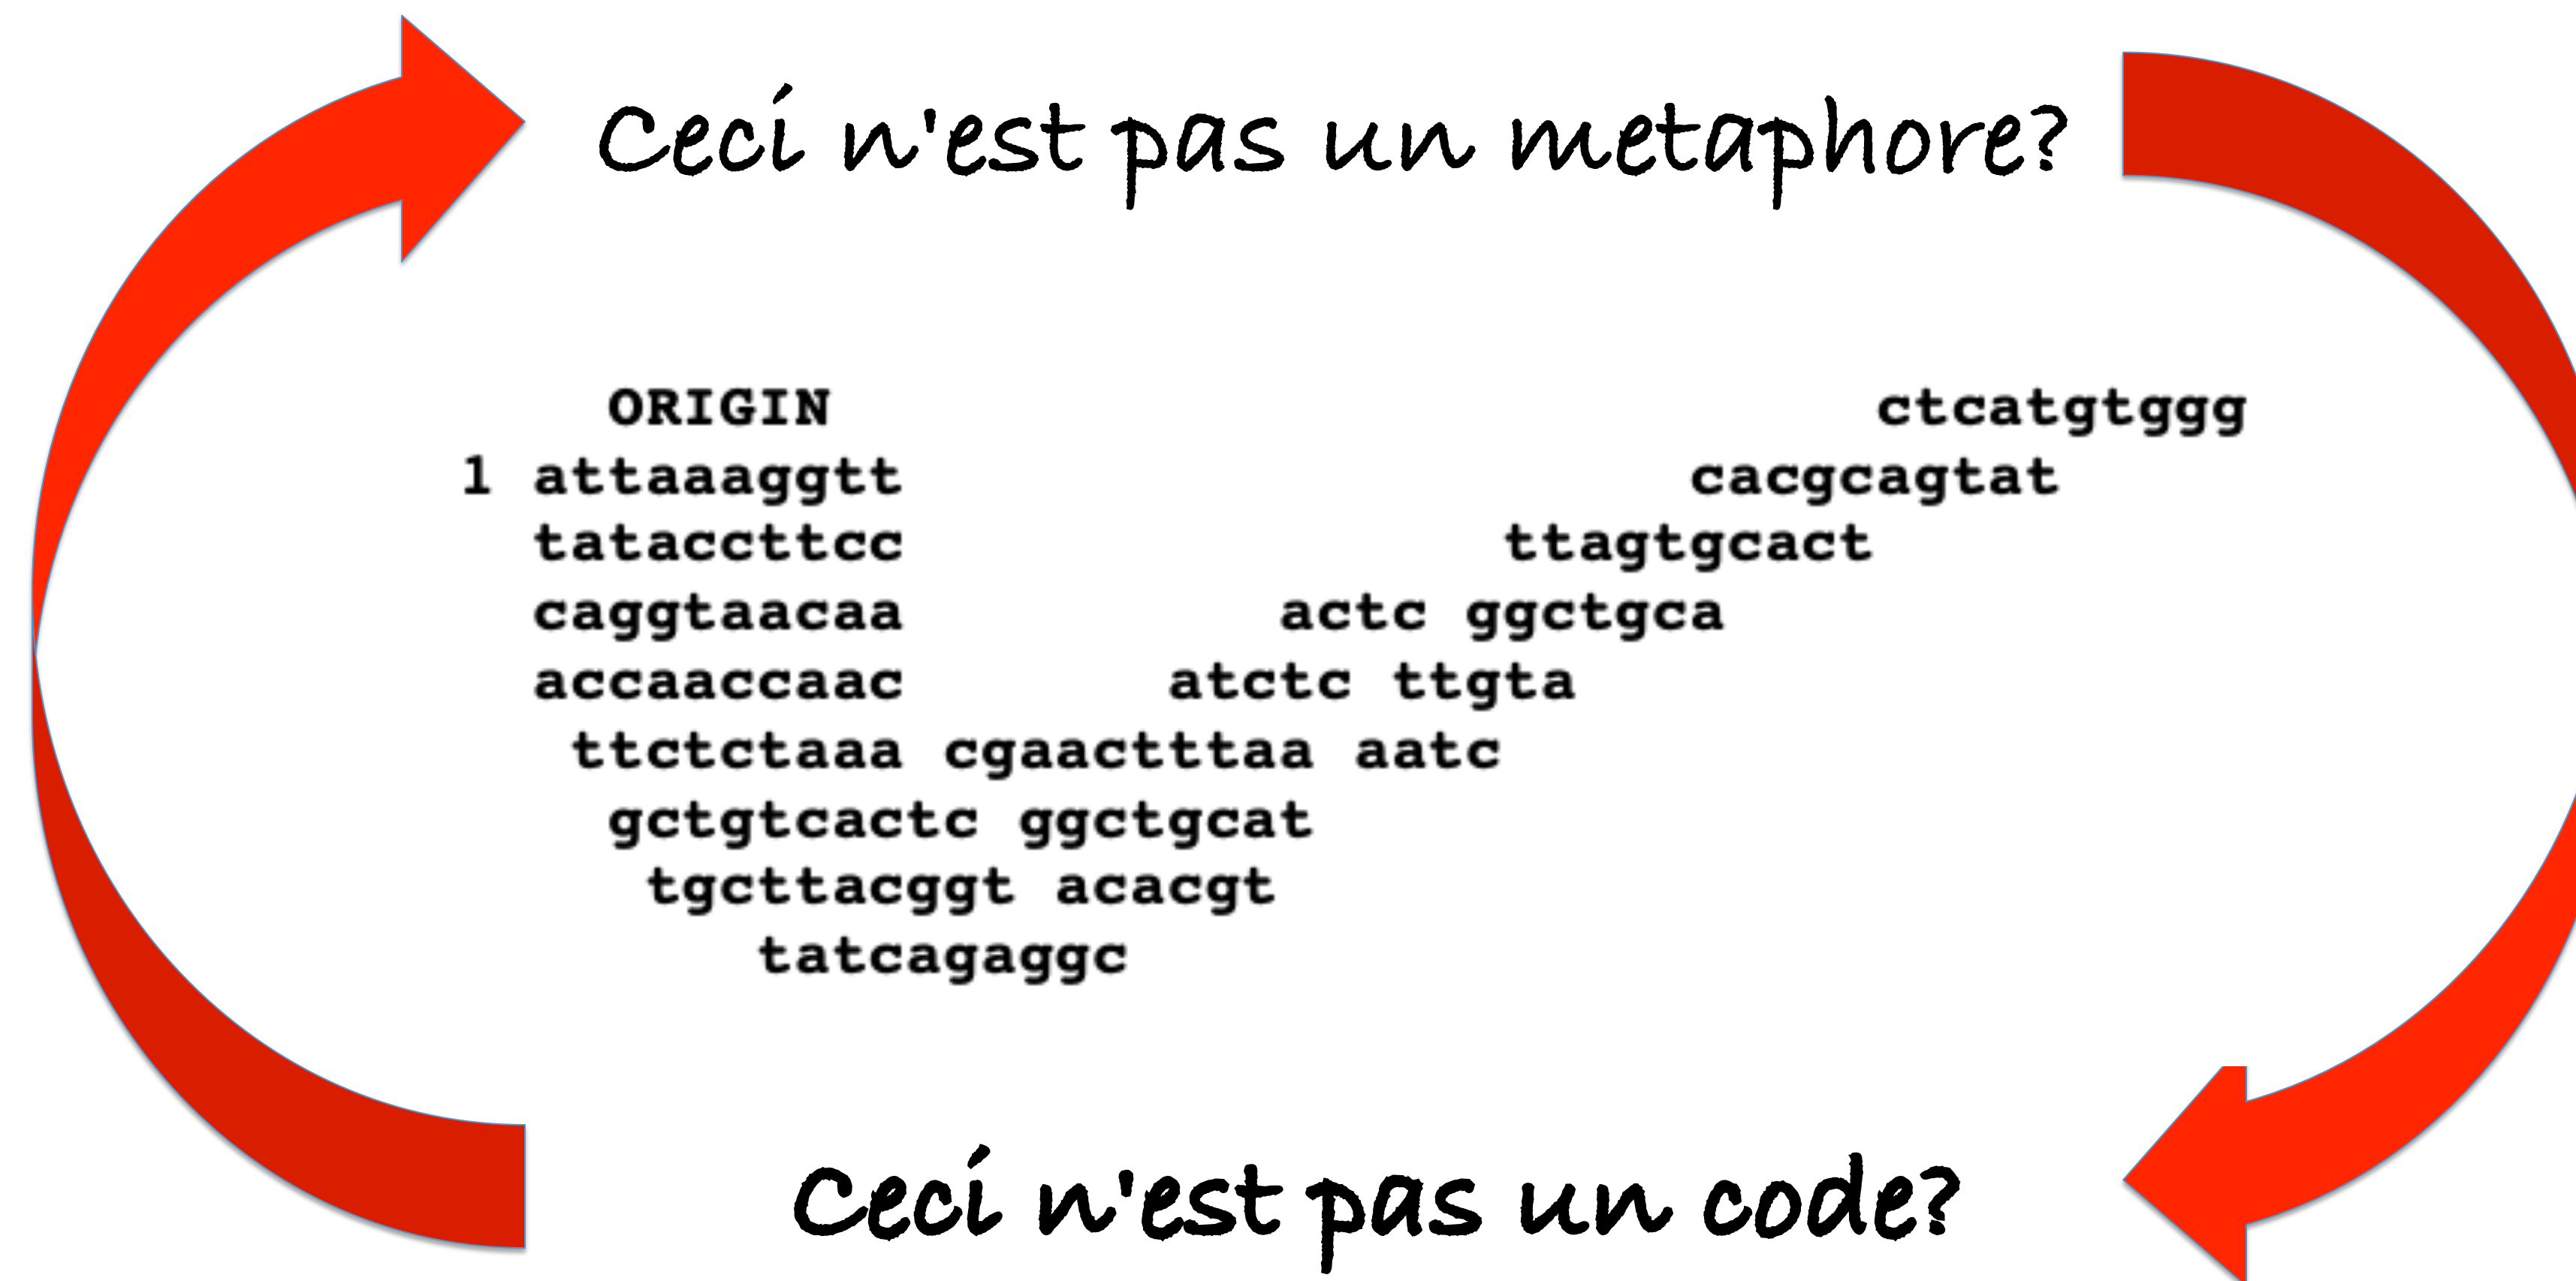 Ceci n'est pas un metaphore?
ORIGIN ctcatgtggg
1 attaaaggtt cacgcagtat
tataccttcc ttagtgcact
caggtaacaa actc ggctgca
accaaccaac atctc ttgta
ttctctaaa cgaactttaa aatc
gctgtcactc ggctgcat
tgcttacggt acacgt
tatcagaggc
Ceci n'est pas un code?